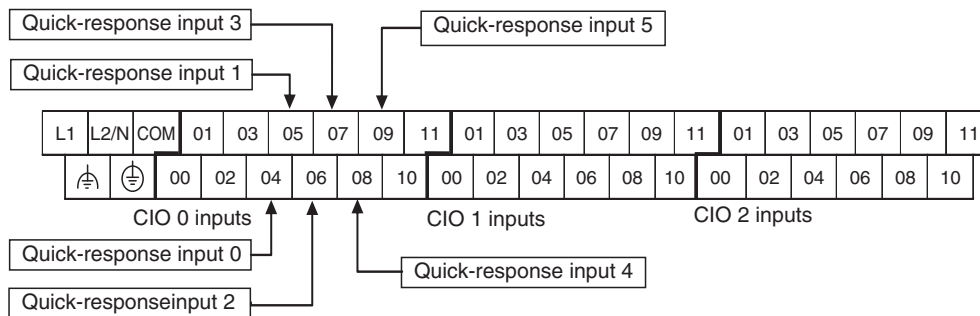 Quick-response input 3
Quick-response input 5
Quick-response input 1
L1 L2/N COM 01 03 05 07 09 11 01 03 05 07 09 11 01 03 05 07 09 11
00 02 04 06 08 10 00 02 04 06 08 10 00 02 04 06 08 10
CIO 0 inputs CIO 1 inputs CIO 2 inputs
Quick-response input 0
Quick-response input 4
Quick-responseinput 2